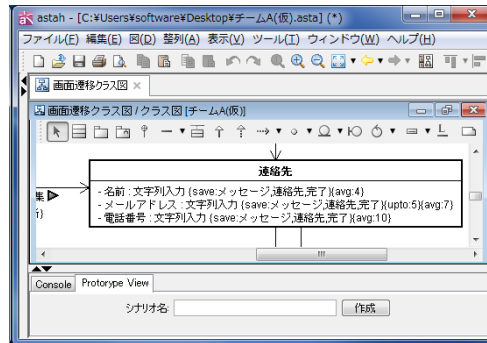 astah - [C:¥Users¥software¥Desktop¥チームA(仮).asta] (*)
ファイル(F) 編集(E) 図(D) 整列(A) 表示(V) ツール(T) ウィンドウ(W) ヘルプ(H)
画面遷移クラス図
画面遷移クラス図 / クラス図 [チームA(仮)]
連絡先
集
- 名前 : 文字列入力 {save:メッセージ,連絡先,完了}{avg:4}
- メールアドレス : 文字列入力 {save:メッセージ,連絡先,完了}{upto:5}{avg:7}
- 電話番号 : 文字列入力 {save:メッセージ,連絡先,完了}{avg:10}
Console
Protorype View
シナリオ名:
作成